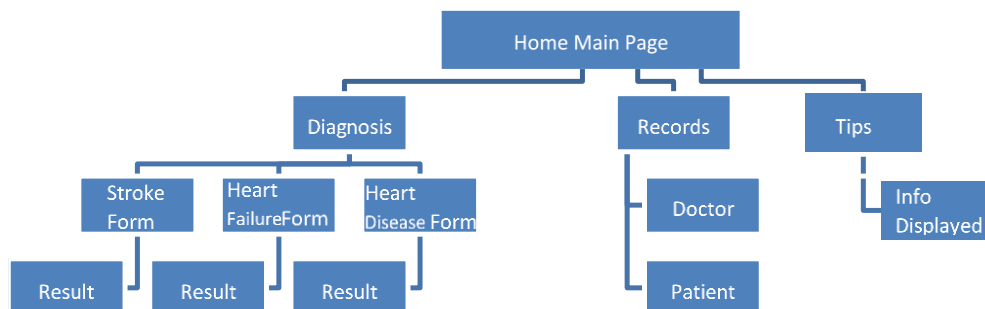 Home Main Page
Diagnosis
Records
Tips
Stroke
Form
Heart
FailureForm
Heart
Disease Form
Doctor
Info
Displayed
Result
Result
Result
Patient